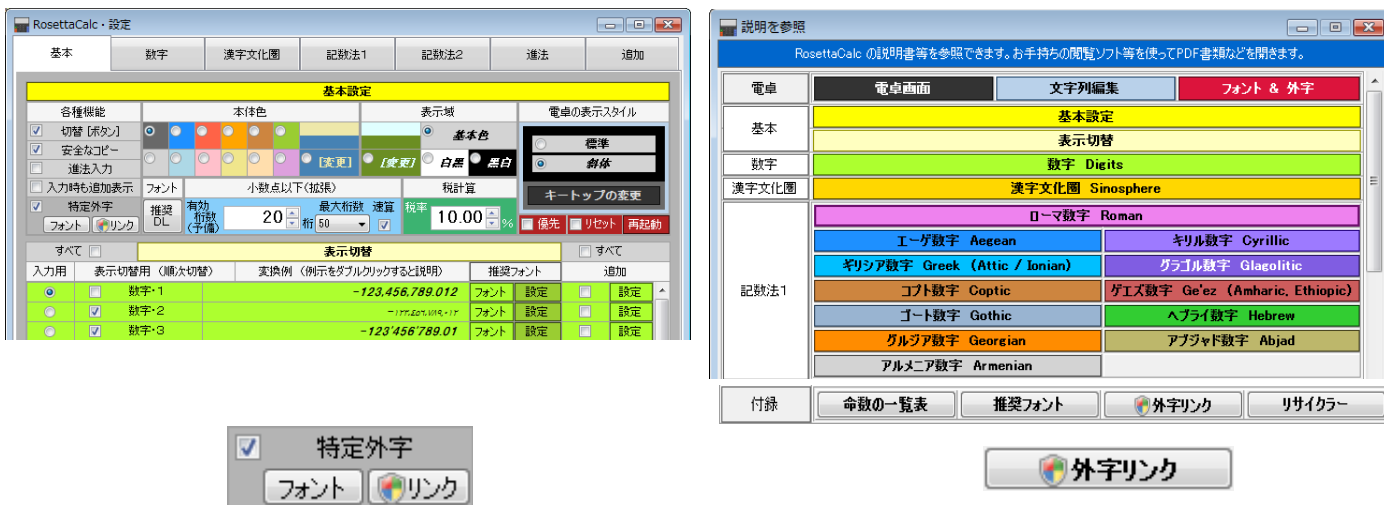 RosettaCalc・設定
基本 数字 漢字文化圏 記数法1 記数法2 進法 追加
基本設定
各種機能 本体色 表示域 電卓の表示スタイル
切替 [ボタン]
安全なコピー
進法入力
入力時も追加表示
特定外字
フォント リンク
基本色
[変更] [変更] 白黒 黒白
標準
斜体
キートップの変更
フォント 小数点以下(拡張) 税計算
推奨DL
有効桁数(予備) 20 桁 最大桁数 50 速算
税率 10.00 %
優先 リセット 再起動
すべて 表示切替 すべて
入力用 表示切替用 (順次切替) 変換例 (例示をダブルクリックすると説明) 推奨フォント 追加
数字・1 -123,456,789.012 フォント 設定 設定
数字・2 フォント 設定 設定
数字・3 -123'456'789.01 フォント 設定 設定
特定外字
フォント リンク
説明を参照
RosettaCalc の説明書等を参照できます。お手持ちの閲覧ソフト等を使ってPDF書類などを開きます。
電卓 電卓画面 文字列編集 フォント & 外字
基本 基本設定
表示切替
数字 数字 Digits
漢字文化圏 漢字文化圏 Sinosphere
記数法1
ローマ数字 Roman
エーゲ数字 Aegean キリル数字 Cyrillic
ギリシア数字 Greek (Attic / Ionian) グラゴル数字 Glagolitic
コプト数字 Coptic ゲエズ数字 Ge'ez (Amharic, Ethiopic)
ゴート数字 Gothic ヘブライ数字 Hebrew
グルジア数字 Georgian アブジャド数字 Abjad
アルメニア数字 Armenian
付録 命数の一覧表 推奨フォント 外字リンク リサイクラー
外字リンク